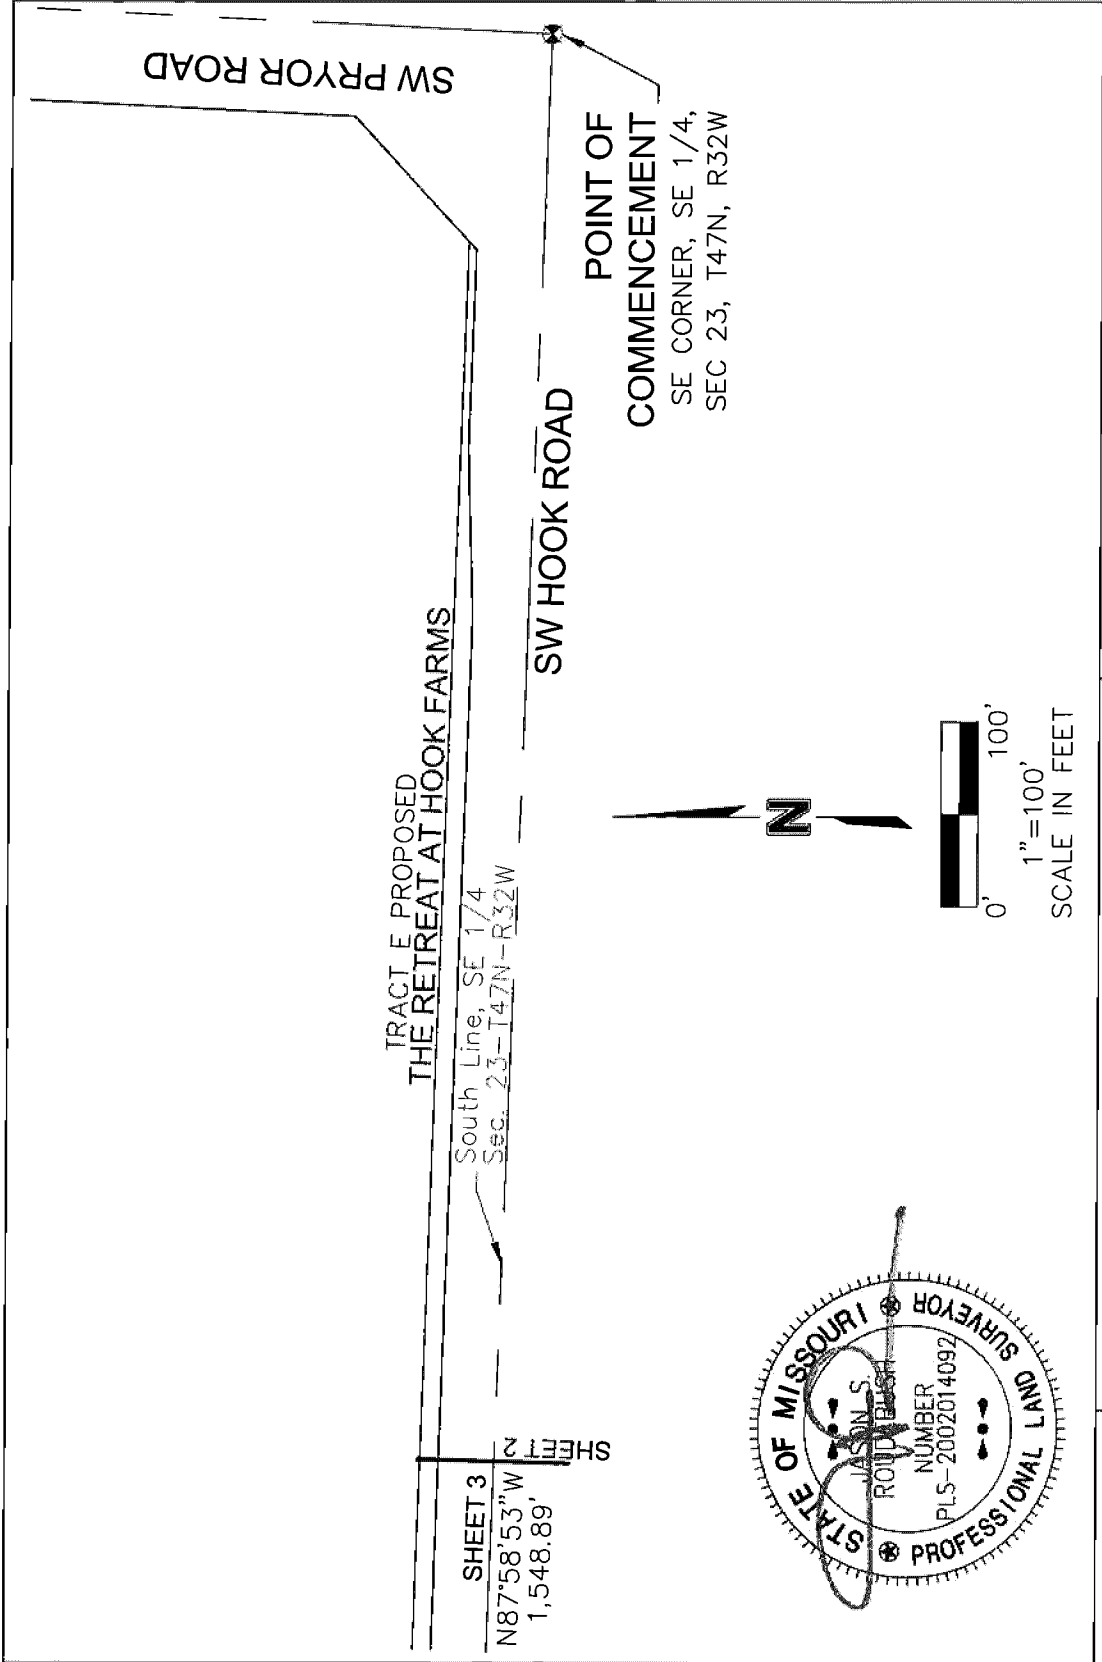 SW PRYOR ROAD
POINT OF
COMMENCEMENT
SE CORNER, SE 1/4,
SEC 23, T47N, R32W
SW HOOK ROAD
TRACT E PROPOSED
THE RETREAT AT HOOK FARMS
South Line, SE 1/4
Sec. 23-T47N-R32W
SHEET 3
SHEET 2
N87°58'53"W
1,548.89'
N
0' 100'
1"=100'
SCALE IN FEET
STATE OF MISSOURI
JASON S.
NUMBER
PLS-2002014092
PROFESSIONAL LAND SURVEYOR